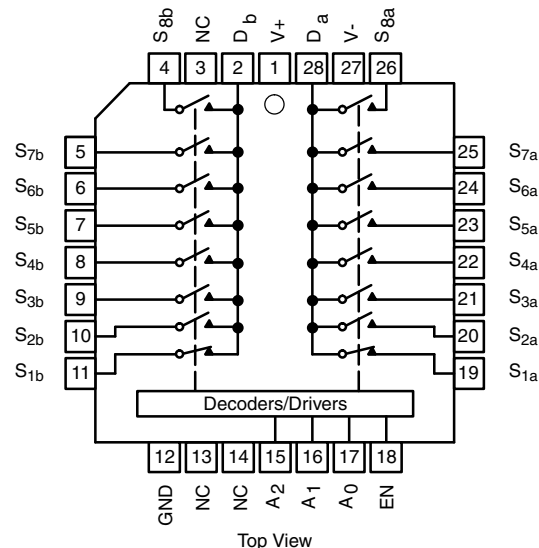 S8b NC Db V+ Da V- S8a
4 3 2 1 28 27 26
S7b 5 25 S7a
S6b 6 24 S6a
S5b 7 23 S5a
S4b 8 22 S4a
S3b 9 21 S3a
S2b 10 20 S2a
S1b 11 19 S1a
Decoders/Drivers
12 13 14 15 16 17 18
GND NC NC A2 A1 A0 EN
Top View